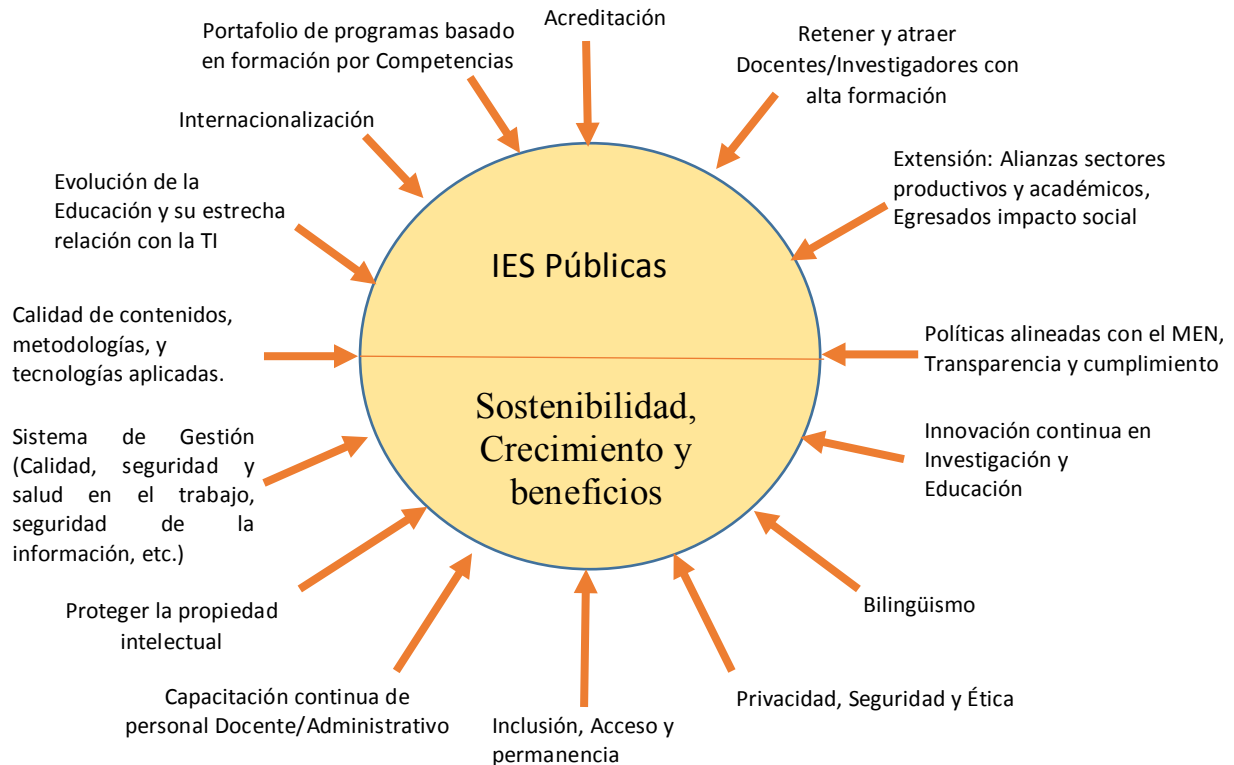 Acreditación
Portafolio de programas basado
en formación por Competencias
Retener y atraer
Docentes/Investigadores con
alta formación
Internacionalización
Extensión: Alianzas sectores
productivos y académicos,
Egresados impacto social
Evolución de la
Educación y su estrecha
relación con la TI
IES Públicas
Calidad de contenidos,
metodologías, y
tecnologías aplicadas.
Políticas alineadas con el MEN,
Transparencia y cumplimiento
Sostenibilidad,
Crecimiento y
beneficios
Sistema de Gestión
(Calidad, seguridad y
salud en el trabajo,
seguridad de la
información, etc.)
Innovación continua en
Investigación y
Educación
Proteger la propiedad
intelectual
Bilingüismo
Capacitación continua de
personal Docente/Administrativo
Inclusión, Acceso y
permanencia
Privacidad, Seguridad y Ética